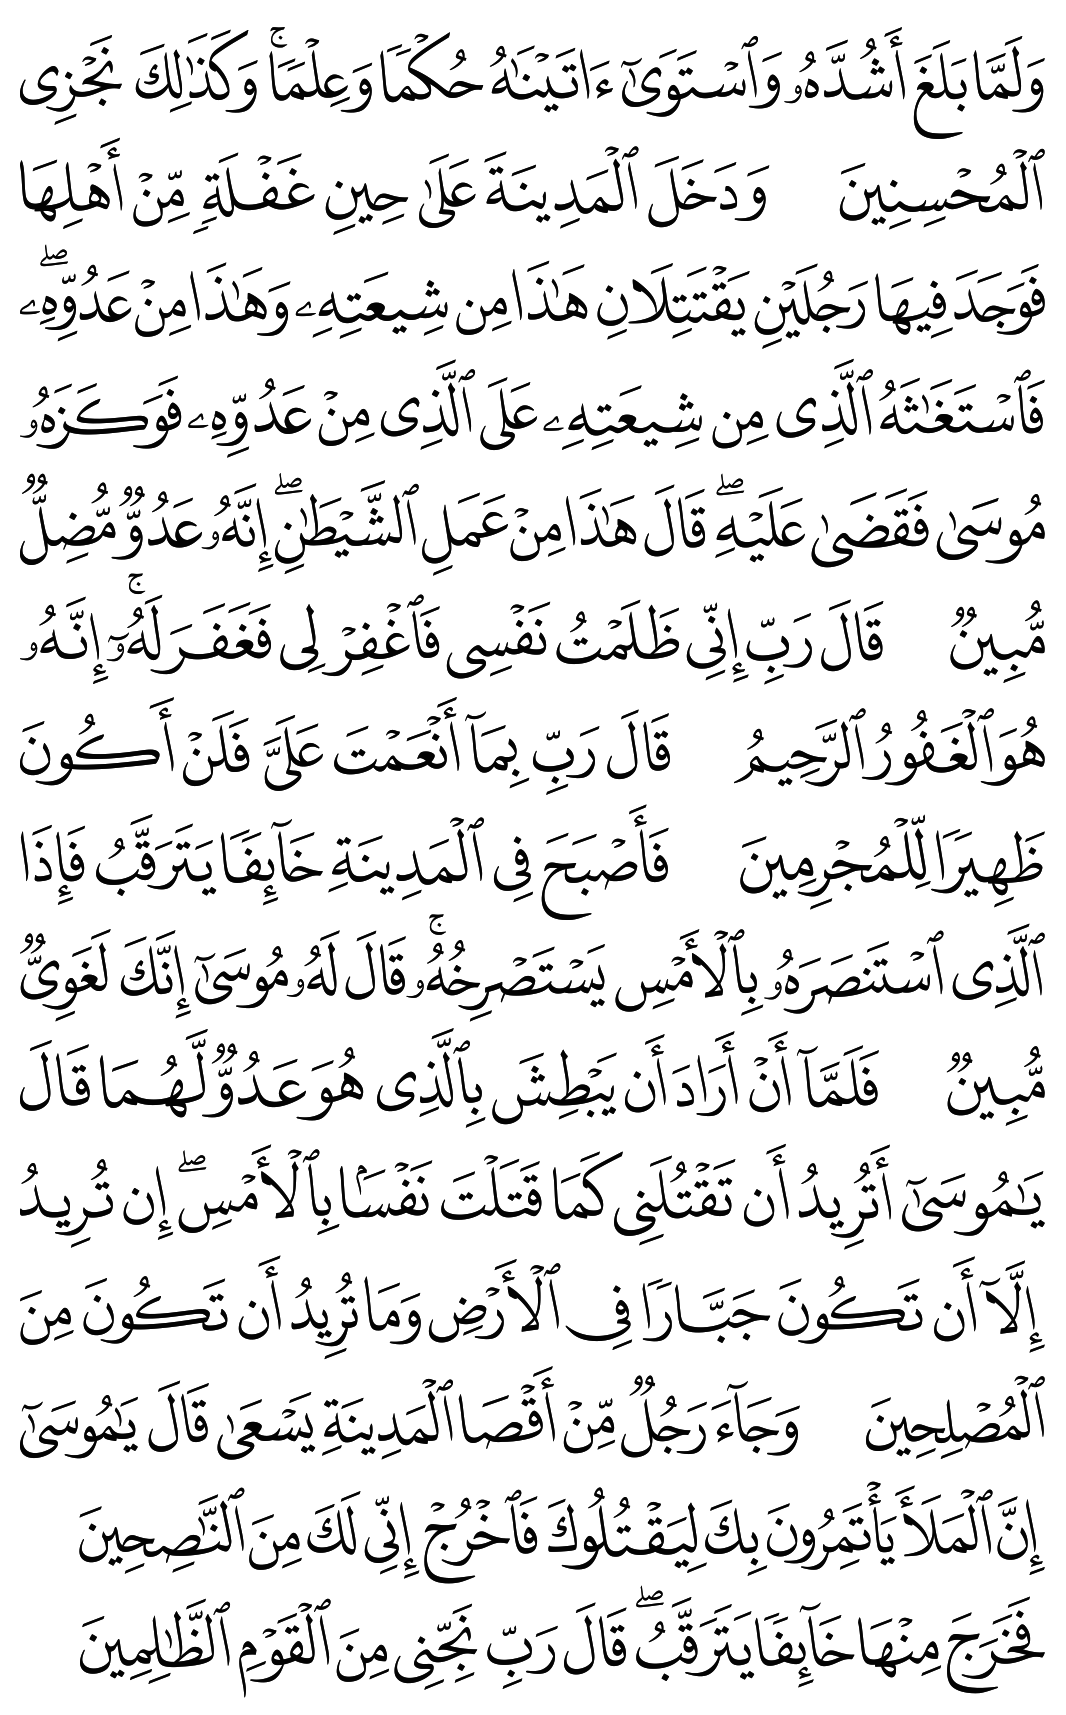 وَلَمَّا بَلَغَ أَشُدَّهُۥ وَٱسْتَوَىٰٓ ءَاتَيْنَٰهُ حُكْمًا وَعِلْمًا ۚ وَكَذَٰلِكَ نَجْزِى
ٱلْمُحْسِنِينَ وَدَخَلَ ٱلْمَدِينَةَ عَلَىٰ حِينِ غَفْلَةٍ مِّنْ أَهْلِهَا
فَوَجَدَ فِيهَا رَجُلَيْنِ يَقْتَتِلَانِ هَٰذَا مِن شِيعَتِهِۦ وَهَٰذَا مِنْ عَدُوِّهِۦ ۖ
فَٱسْتَغَٰثَهُ ٱلَّذِى مِن شِيعَتِهِۦ عَلَى ٱلَّذِى مِنْ عَدُوِّهِۦ فَوَكَزَهُۥ
مُوسَىٰ فَقَضَىٰ عَلَيْهِ ۖ قَالَ هَٰذَا مِنْ عَمَلِ ٱلشَّيْطَٰنِ ۖ إِنَّهُۥ عَدُوٌّ مُّضِلٌّ
مُّبِينٌ قَالَ رَبِّ إِنِّى ظَلَمْتُ نَفْسِى فَٱغْفِرْ لِى فَغَفَرَ لَهُۥٓ ۚ إِنَّهُۥ
هُوَ ٱلْغَفُورُ ٱلرَّحِيمُ قَالَ رَبِّ بِمَآ أَنْعَمْتَ عَلَىَّ فَلَنْ أَكُونَ
ظَهِيرًا لِّلْمُجْرِمِينَ فَأَصْبَحَ فِى ٱلْمَدِينَةِ خَآئِفًا يَتَرَقَّبُ فَإِذَا
ٱلَّذِى ٱسْتَنصَرَهُۥ بِٱلْأَمْسِ يَسْتَصْرِخُهُۥ ۚ قَالَ لَهُۥ مُوسَىٰٓ إِنَّكَ لَغَوِىٌّ
مُّبِينٌ فَلَمَّآ أَنْ أَرَادَ أَن يَبْطِشَ بِٱلَّذِى هُوَ عَدُوٌّ لَّهُمَا قَالَ
يَٰمُوسَىٰٓ أَتُرِيدُ أَن تَقْتُلَنِى كَمَا قَتَلْتَ نَفْسًۢا بِٱلْأَمْسِ ۖ إِن تُرِيدُ
إِلَّآ أَن تَكُونَ جَبَّارًا فِى ٱلْأَرْضِ وَمَا تُرِيدُ أَن تَكُونَ مِنَ
ٱلْمُصْلِحِينَ وَجَآءَ رَجُلٌ مِّنْ أَقْصَا ٱلْمَدِينَةِ يَسْعَىٰ قَالَ يَٰمُوسَىٰٓ
إِنَّ ٱلْمَلَأَ يَأْتَمِرُونَ بِكَ لِيَقْتُلُوكَ فَٱخْرُجْ إِنِّى لَكَ مِنَ ٱلنَّٰصِحِينَ
فَخَرَجَ مِنْهَا خَآئِفًا يَتَرَقَّبُ ۖ قَالَ رَبِّ نَجِّنِى مِنَ ٱلْقَوْمِ ٱلظَّٰلِمِينَ